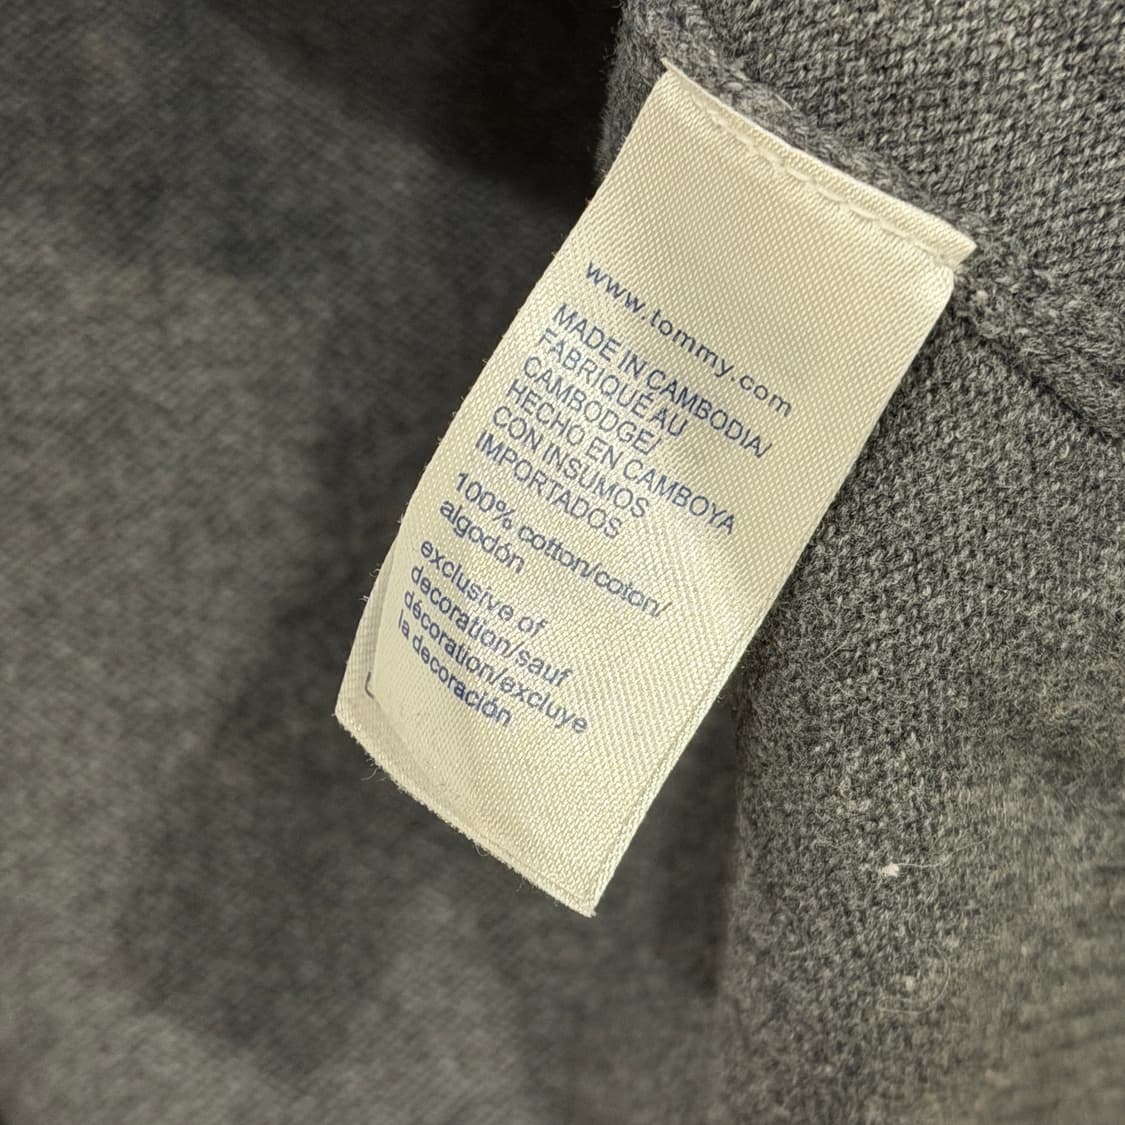 www.tommy.com
MADE IN CAMBODIA/
FABRIQUÉ AU
CAMBODGE/
HECHO EN CAMBOYA
CON INSUMOS
IMPORTADOS
100% cotton/coton/
algodón
exclusive of
decoration/sauf
décoration/excluye
la decoración